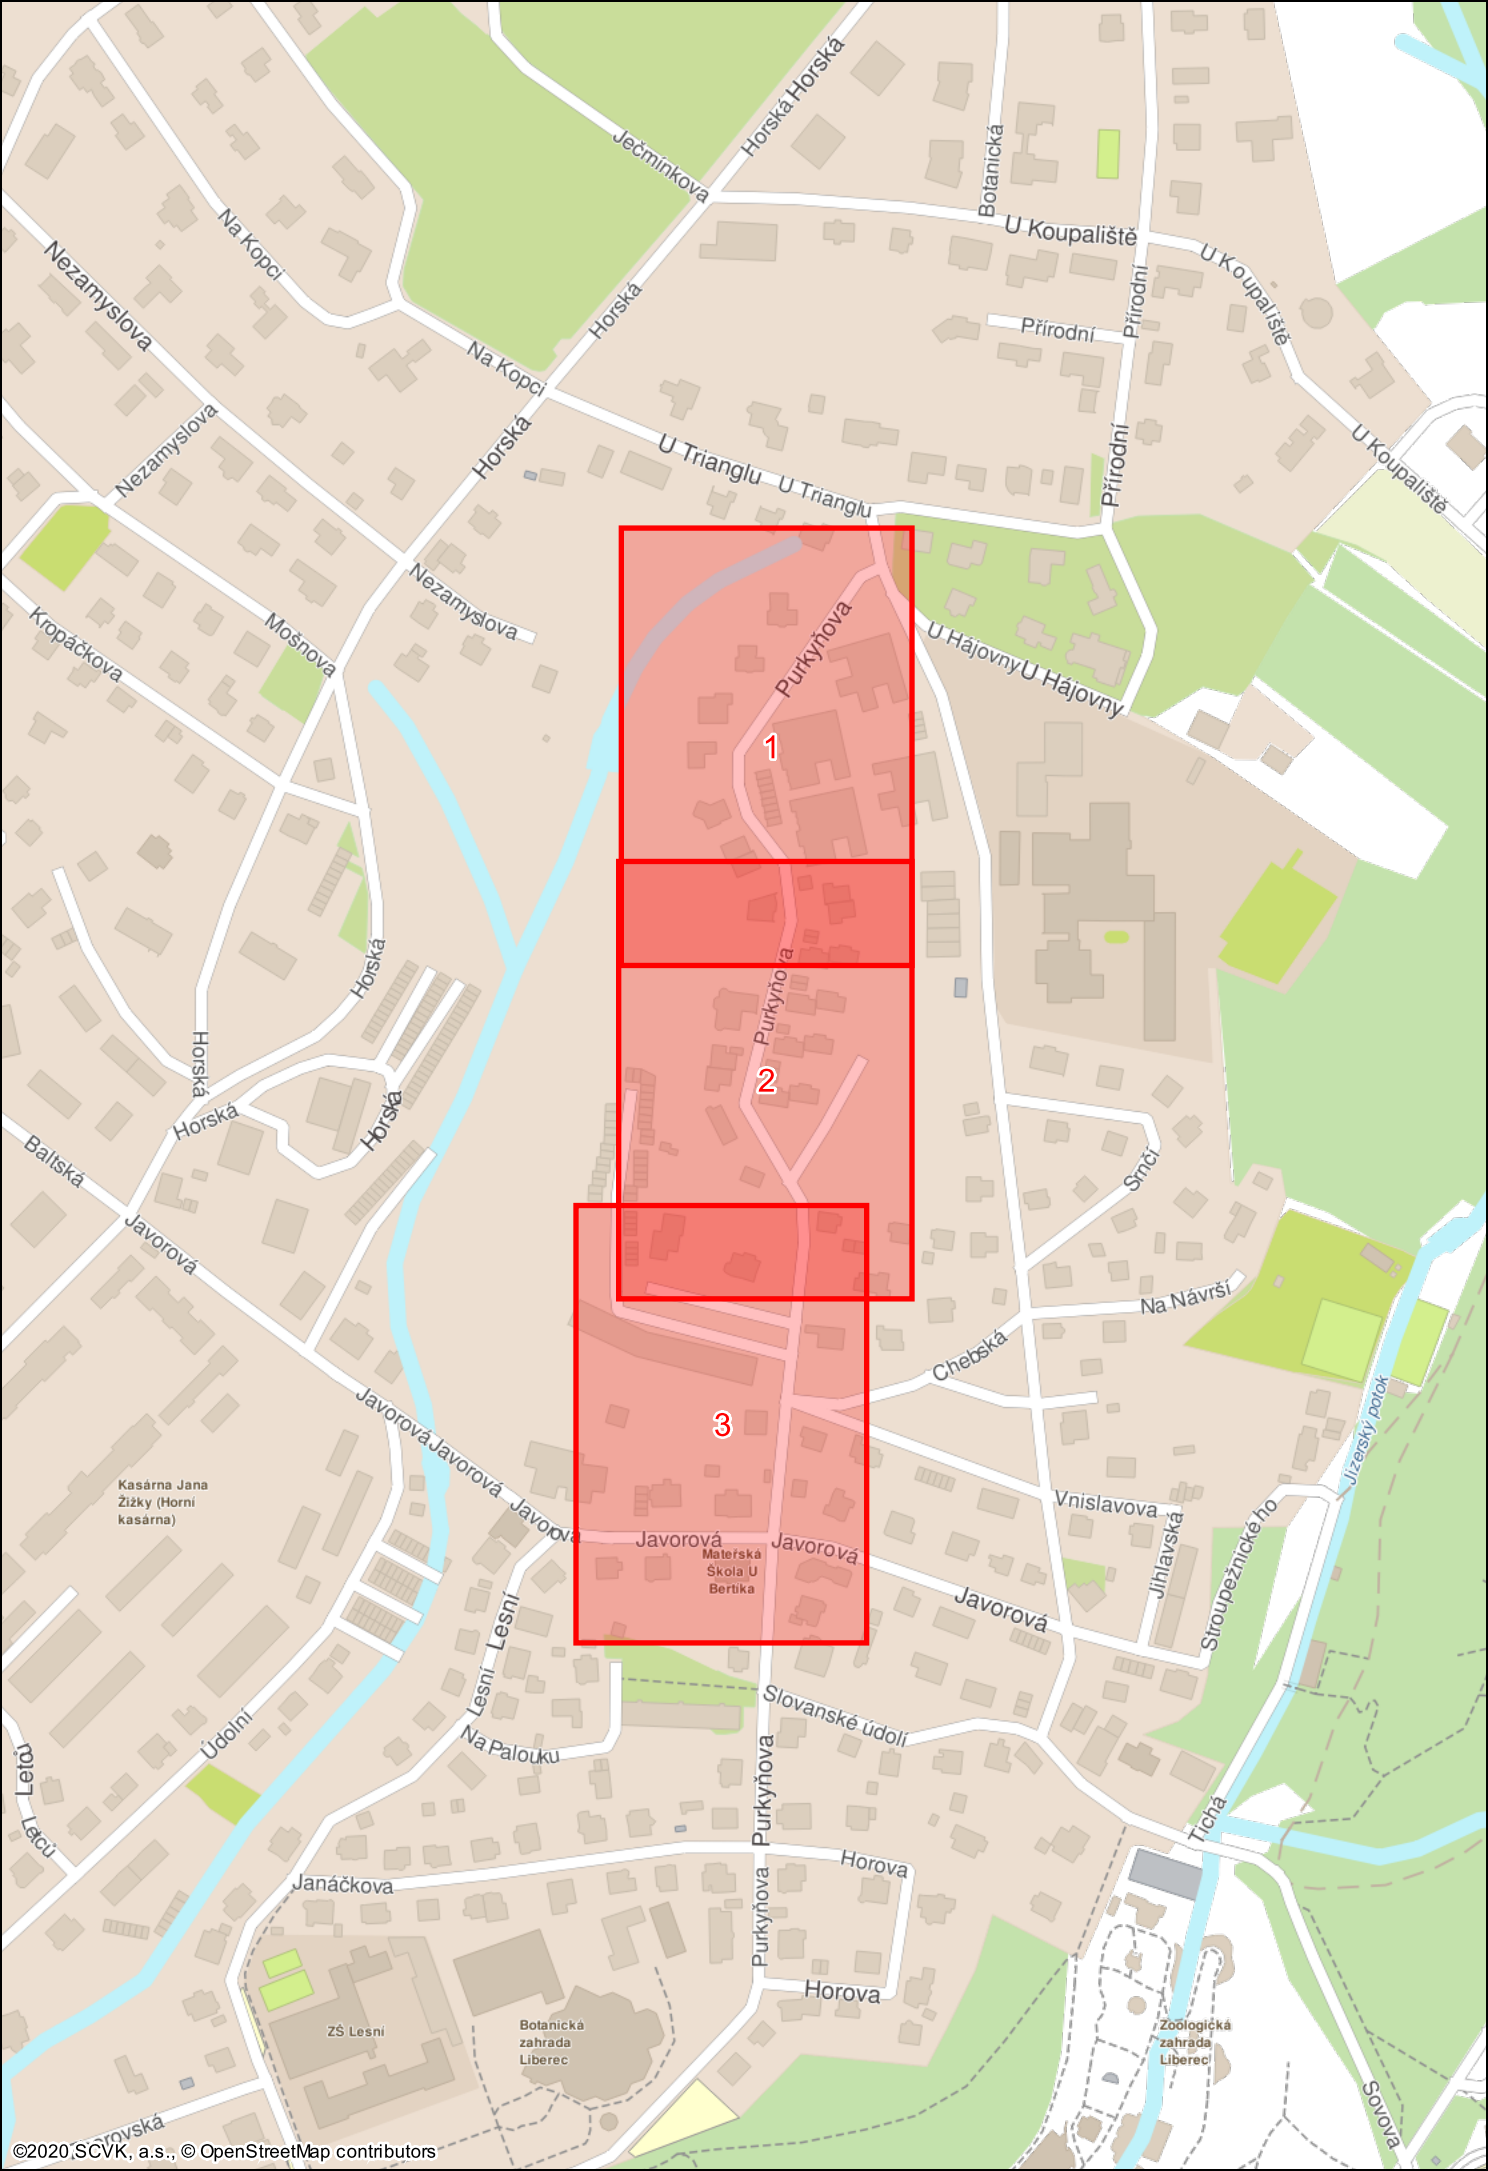 Horská
Horská
Ječmínkova
Botanická
U Koupaliště
U Koupaliště
Na Kopci
Nezamyslova
Přírodní
Přírodní
Horská
Na Kopci
Nezamyslova
Horská
U Trianglu
U Trianglu
Přírodní
U Koupaliště
Nezamyslova
Mošnova
Kropáčkova
Purkyňova
U Hájovny
U Hájovny
1
Horská
Purkyňova
Horská
2
Horská
Horská
Baltská
Srnčí
Javorová
Na Návrší
Chebská
Jizerský potok
Javorová
Javorová
3
Kasárna Jana
Žižky (Horní
kasárna)
Javorová
Vnislavova
Javorová
Javorová
Mateřská
Škola U
Bertíka
Jihlavská
Stroupežnického
Javorová
Lesní
Lesní
Slovanské údolí
Na Palouku
Údolní
Letců
Letců
Purkyňova
Tichá
Janáčkova
Horova
Purkyňova
Horova
ZŠ Lesní
Botanická
zahrada
Liberec
Zoologická
zahrada
Liberec
Sovova
©2020 SCVK, a.s., © OpenStreetMap contributors